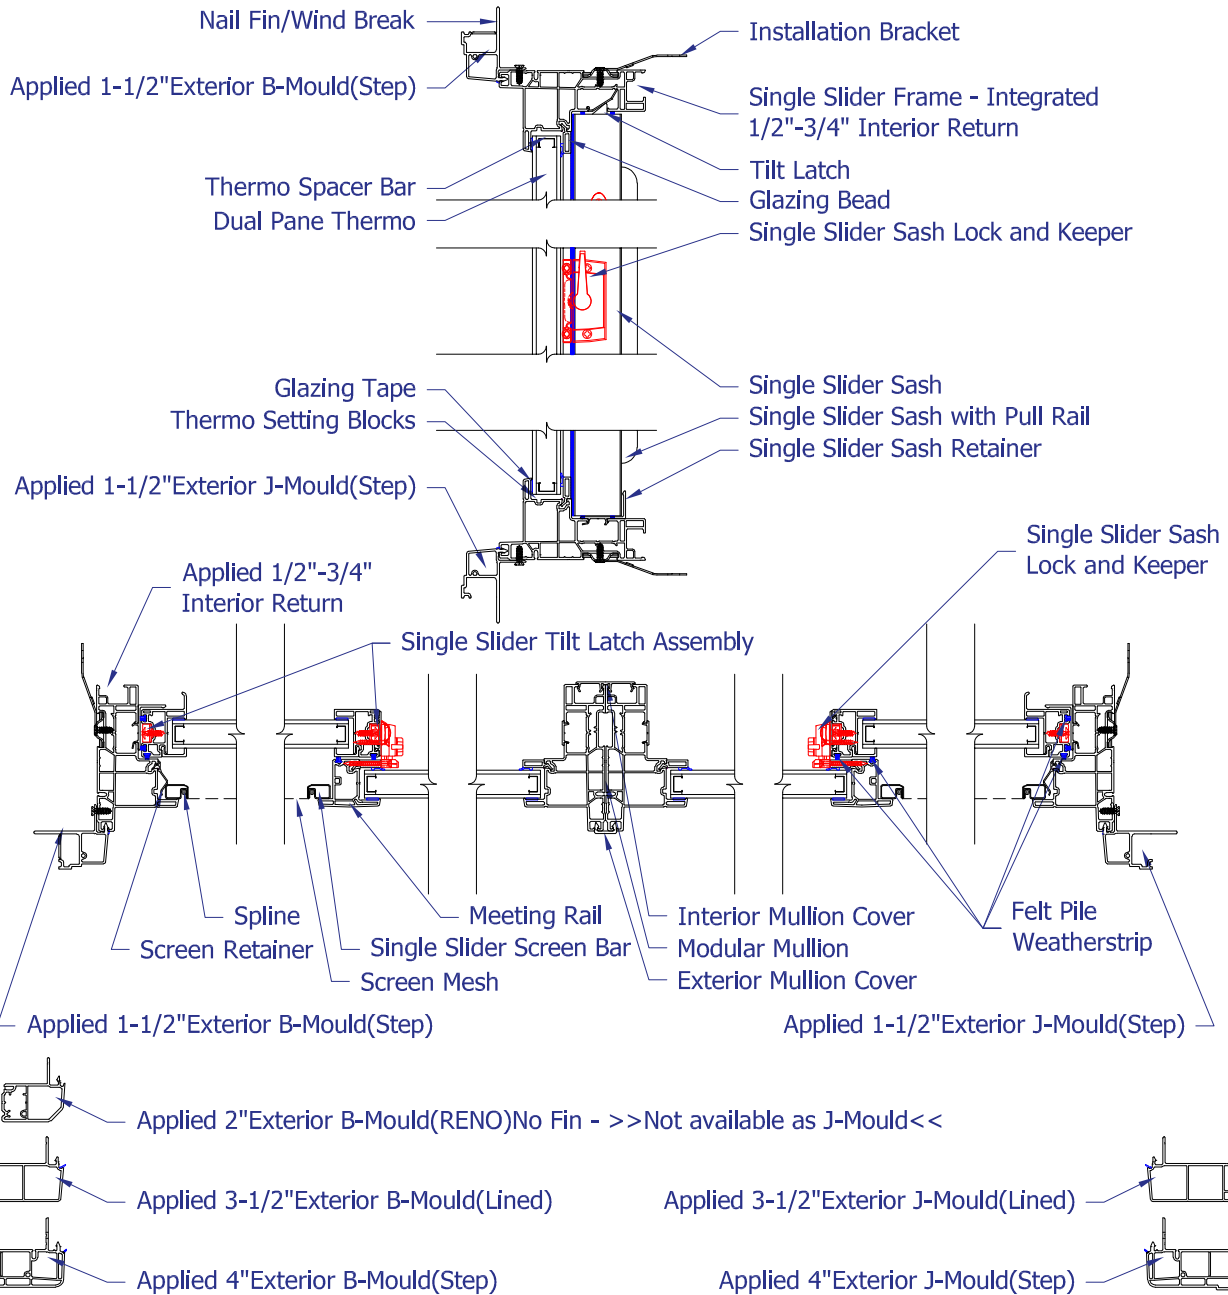 Nail Fin/Wind Break
Installation Bracket
Applied 1-1/2"Exterior B-Mould(Step)
Single Slider Frame - Integrated
1/2"-3/4" Interior Return
Tilt Latch
Thermo Spacer Bar
Glazing Bead
Dual Pane Thermo
Single Slider Sash Lock and Keeper
Glazing Tape
Single Slider Sash
Thermo Setting Blocks
Single Slider Sash with Pull Rail
Single Slider Sash Retainer
Applied 1-1/2"Exterior J-Mould(Step)
Single Slider Sash
Lock and Keeper
Applied 1/2"-3/4"
Interior Return
Single Slider Tilt Latch Assembly
Spline
Meeting Rail
Interior Mullion Cover
Felt Pile
Weatherstrip
Screen Retainer
Single Slider Screen Bar
Modular Mullion
Screen Mesh
Exterior Mullion Cover
Applied 1-1/2"Exterior B-Mould(Step)
Applied 1-1/2"Exterior J-Mould(Step)
Applied 2"Exterior B-Mould(RENO)No Fin - >>Not available as J-Mould<<
Applied 3-1/2"Exterior B-Mould(Lined)
Applied 3-1/2"Exterior J-Mould(Lined)
Applied 4"Exterior B-Mould(Step)
Applied 4"Exterior J-Mould(Step)